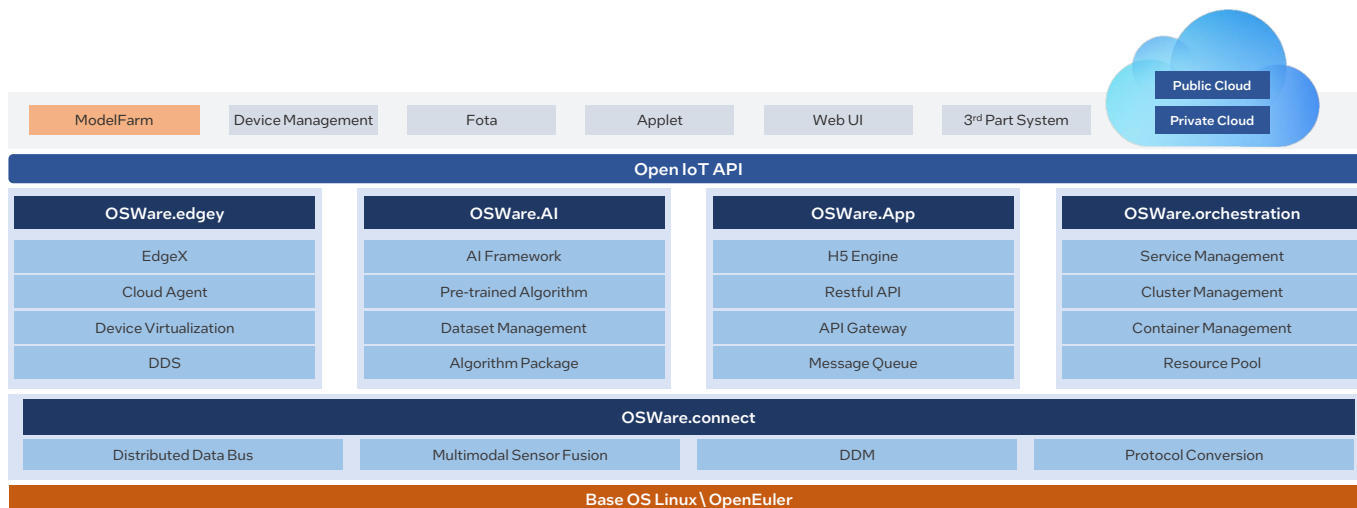 Public Cloud
Private Cloud
ModelFarm
Device Management
Fota
Applet
Web UI
3rd Part System
Open IoT API
OSWare.edgey
EdgeX
Cloud Agent
Device Virtualization
DDS
OSWare.AI
AI Framework
Pre-trained Algorithm
Dataset Management
Algorithm Package
OSWare.App
H5 Engine
Restful API
API Gateway
Message Queue
OSWare.orchestration
Service Management
Cluster Management
Container Management
Resource Pool
OSWare.connect
Distributed Data Bus
Multimodal Sensor Fusion
DDM
Protocol Conversion
Base OS Linux \ OpenEuler